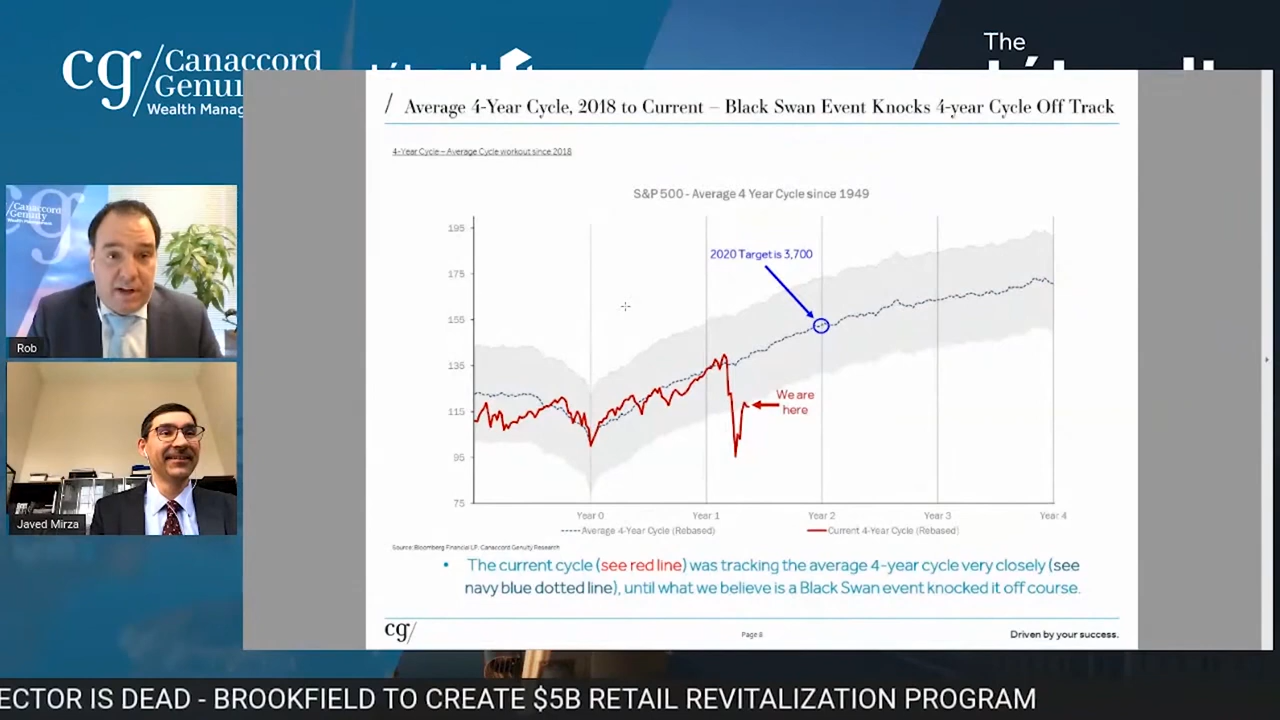 cg/ Canaccord
Genu
Wealth Manag
The
Canaccord
Genuity
Rob
Javed Mirza
/ Average 4-Year Cycle, 2018 to Current – Black Swan Event Knocks 4-year Cycle Off Track
4-Year Cycle – Average Cycle workout since 2018
S&P 500 - Average 4 Year Cycle since 1949
195
175
155
135
115
95
75
2020 Target is 3,700
We are
here
Year 0 Year 1 Year 2 Year 3 Year 4
Average 4-Year Cycle (Rebased) Current 4-Year Cycle (Rebased)
Source: Bloomberg Financial LP, Canaccord Genuity Research
• The current cycle (see red line) was tracking the average 4-year cycle very closely (see
navy blue dotted line), until what we believe is a Black Swan event knocked it off course.
cg/ Page 8 Driven by your success.
ECTOR IS DEAD - BROOKFIELD TO CREATE $5B RETAIL REVITALIZATION PROGRAM